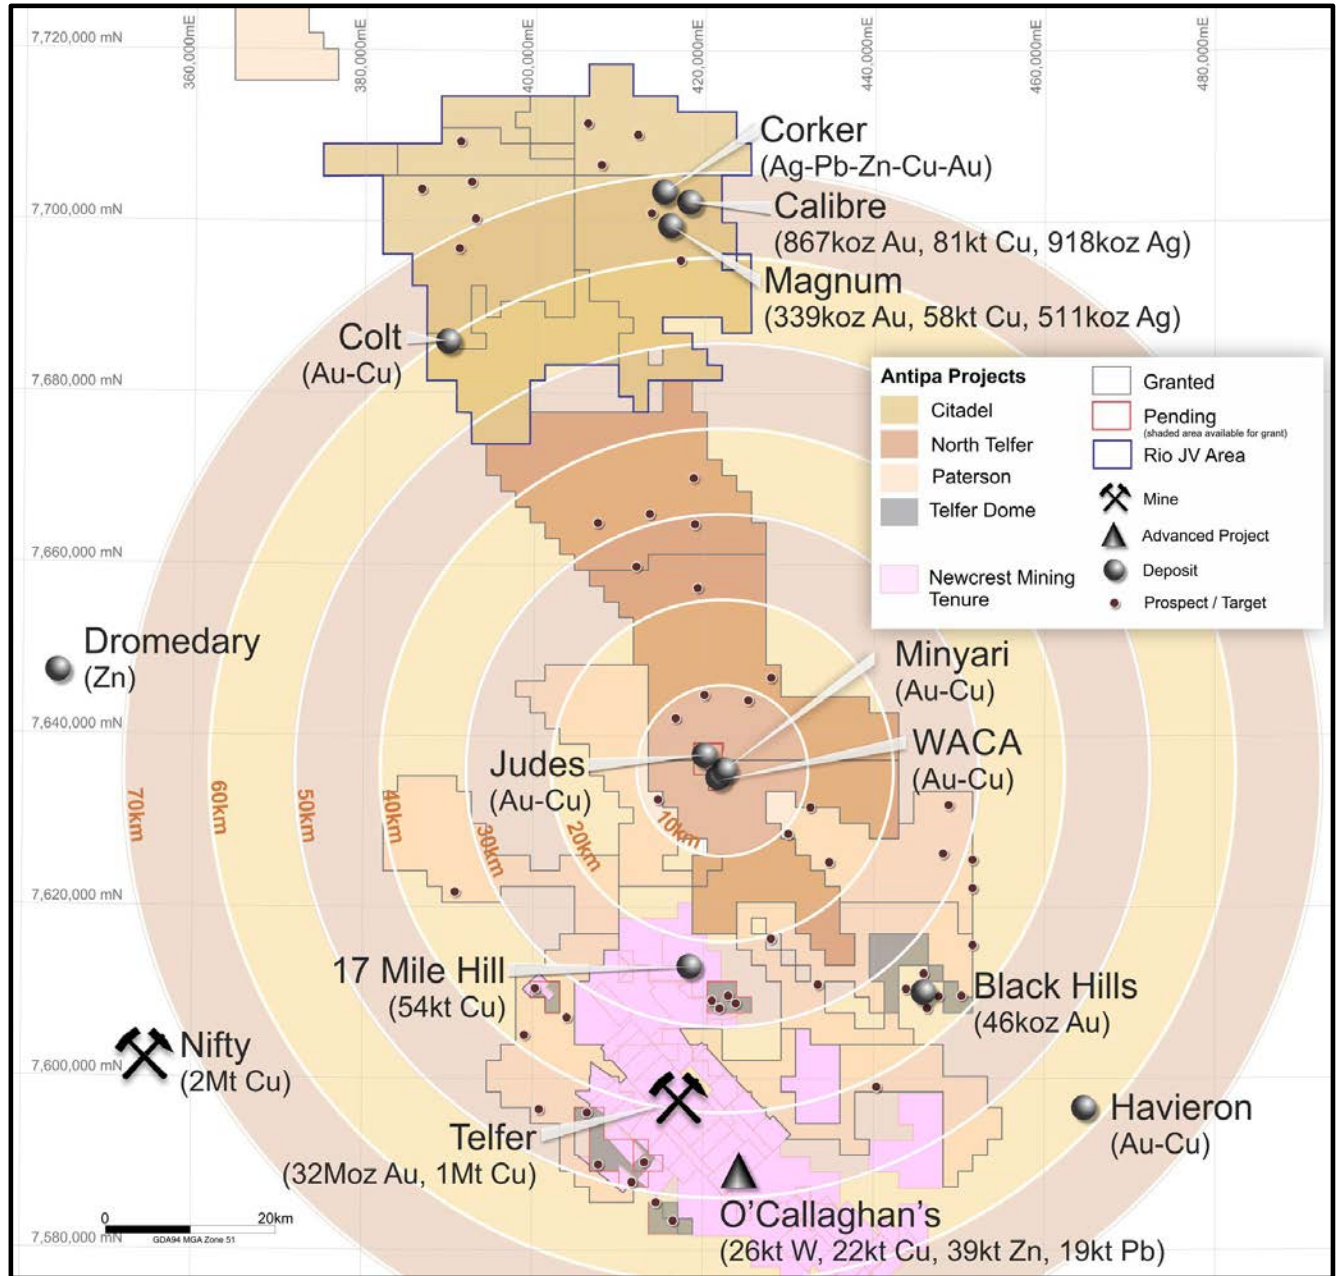 7,720,000 mN
360,000mE
380,000mE
400,000mE
420,000mE
440,000mE
460,000mE
480,000mE
Corker
(Ag-Pb-Zn-Cu-Au)
7,700,000 mN
Calibre
(867koz Au, 81kt Cu, 918koz Ag)
Magnum
(339koz Au, 58kt Cu, 511koz Ag)
Colt
(Au-Cu)
7,680,000 mN
Antipa Projects
Citadel
North Telfer
Paterson
Telfer Dome
Newcrest Mining
Tenure
Granted
Pending
(shaded area available for grant)
Rio JV Area
Mine
Advanced Project
Deposit
Prospect / Target
7,660,000 mN
Dromedary
(Zn)
Minyari
(Au-Cu)
7,640,000 mN
WACA
(Au-Cu)
Judes
(Au-Cu)
70km
60km
50km
40km
30km
20km
10km
7,620,000 mN
17 Mile Hill
(54kt Cu)
Black Hills
(46koz Au)
Nifty
(2Mt Cu)
7,600,000 mN
Havieron
(Au-Cu)
Telfer
(32Moz Au, 1Mt Cu)
O'Callaghan's
(26kt W, 22kt Cu, 39kt Zn, 19kt Pb)
0
20km
GDA94 MGA Zone 51
7,580,000 mN